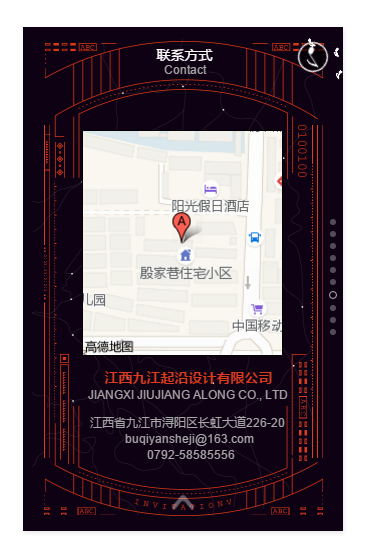 ABC
ABC
联系方式
Contact
0100100
阳光假日酒店
A
殷家巷住宅小区
儿园
中国移动
高德地图
江西九江起沿设计有限公司
JIANGXI JIUJIANG ALONG CO., LTD
江西省九江市浔阳区长虹大道226-20
buqiyansheji@163.com
0792-58585556
ABC
INVITATIONV
ABC
ABC